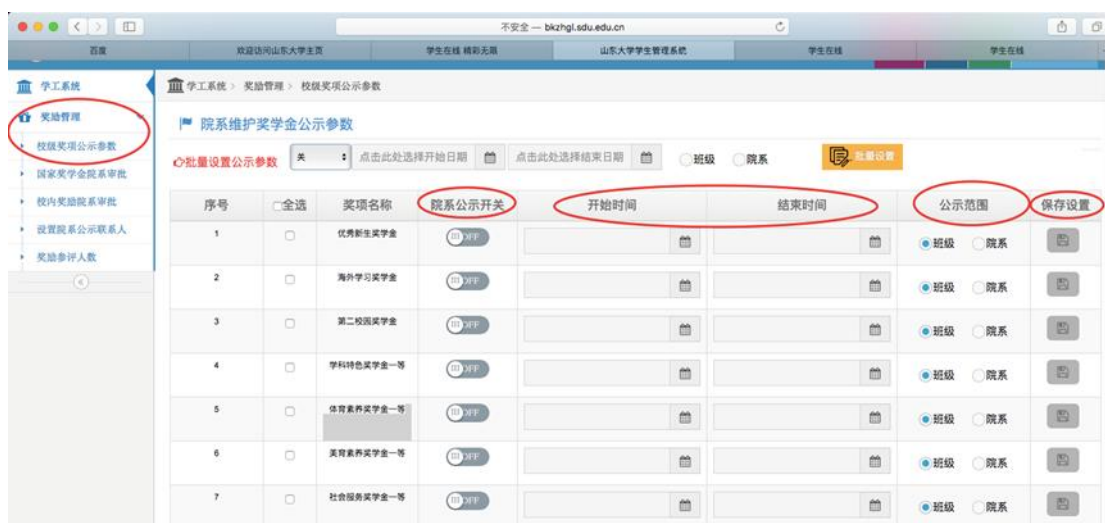 不安全 — bkzhgl.sdu.edu.cn
百度 欢迎访问山东大学主页 学生在线 精彩无限 山东大学学生管理系统 学生在线 学生在线
学工系统
奖励管理
校级奖项公示参数
国家奖学金院系审批
校内奖励院系审批
设置院系公示联系人
奖励参评人数
学工系统 > 奖励管理 > 校级奖项公示参数
院系维护奖学金公示参数
批量设置公示参数 关 点击此处选择开始日期 点击此处选择结束日期 班级 院系 批量设置
序号 全选 奖项名称 院系公示开关 开始时间 结束时间 公示范围 保存设置
1 优秀新生奖学金 OFF 班级 院系
2 海外学习奖学金 OFF 班级 院系
3 第二校园奖学金 OFF 班级 院系
4 学科特色奖学金一等 OFF 班级 院系
5 体育素养奖学金一等 OFF 班级 院系
6 美育素养奖学金一等 OFF 班级 院系
7 社会服务奖学金一等 OFF 班级 院系